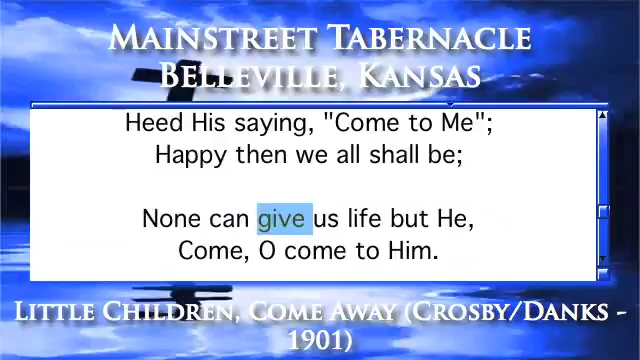 Mainstreet Tabernacle
Belleville, Kansas
Heed His saying, "Come to Me";
Happy then we all shall be;
None can give us life but He,
Come, O come to Him.
Little Children, Come Away (Crosby/Danks -
1901)